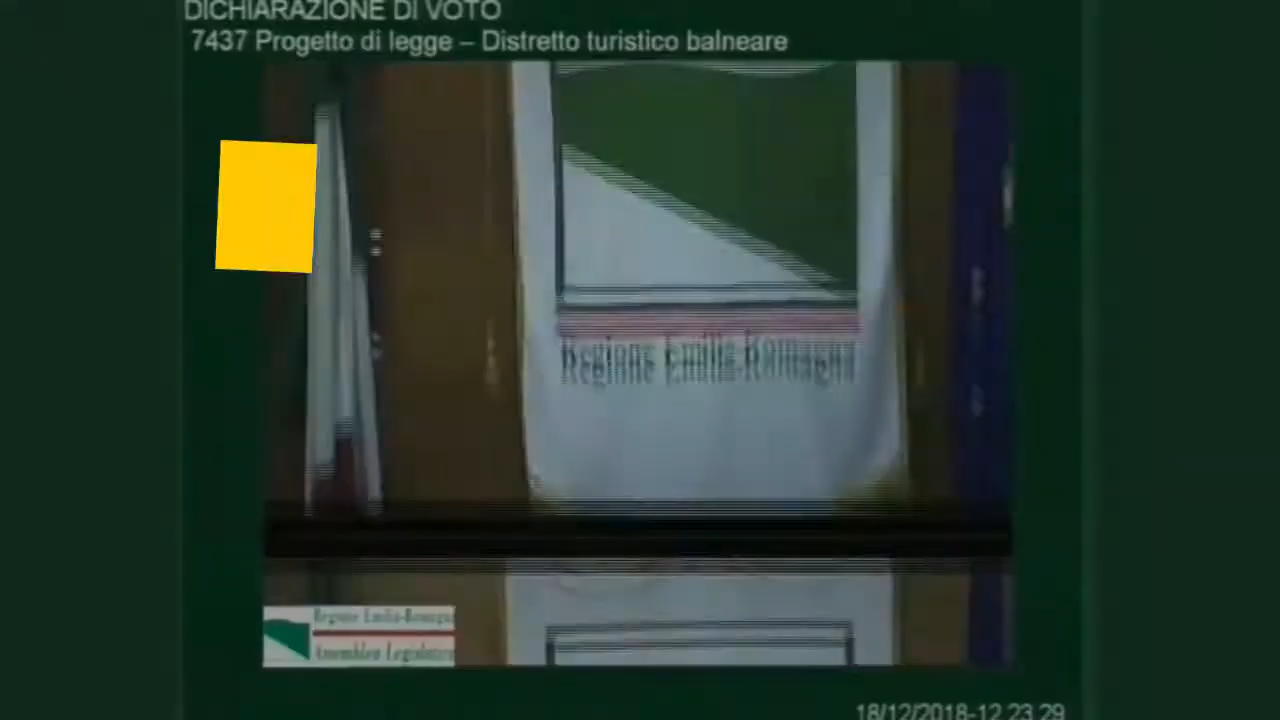 DICHIARAZIONE DI VOTO
7437 Progetto di legge – Distretto turistico balneare
Regione Emilia-Romagna
Regione Emilia-Romagna
Assemblea Legislativa
18/12/2018-12.23.29